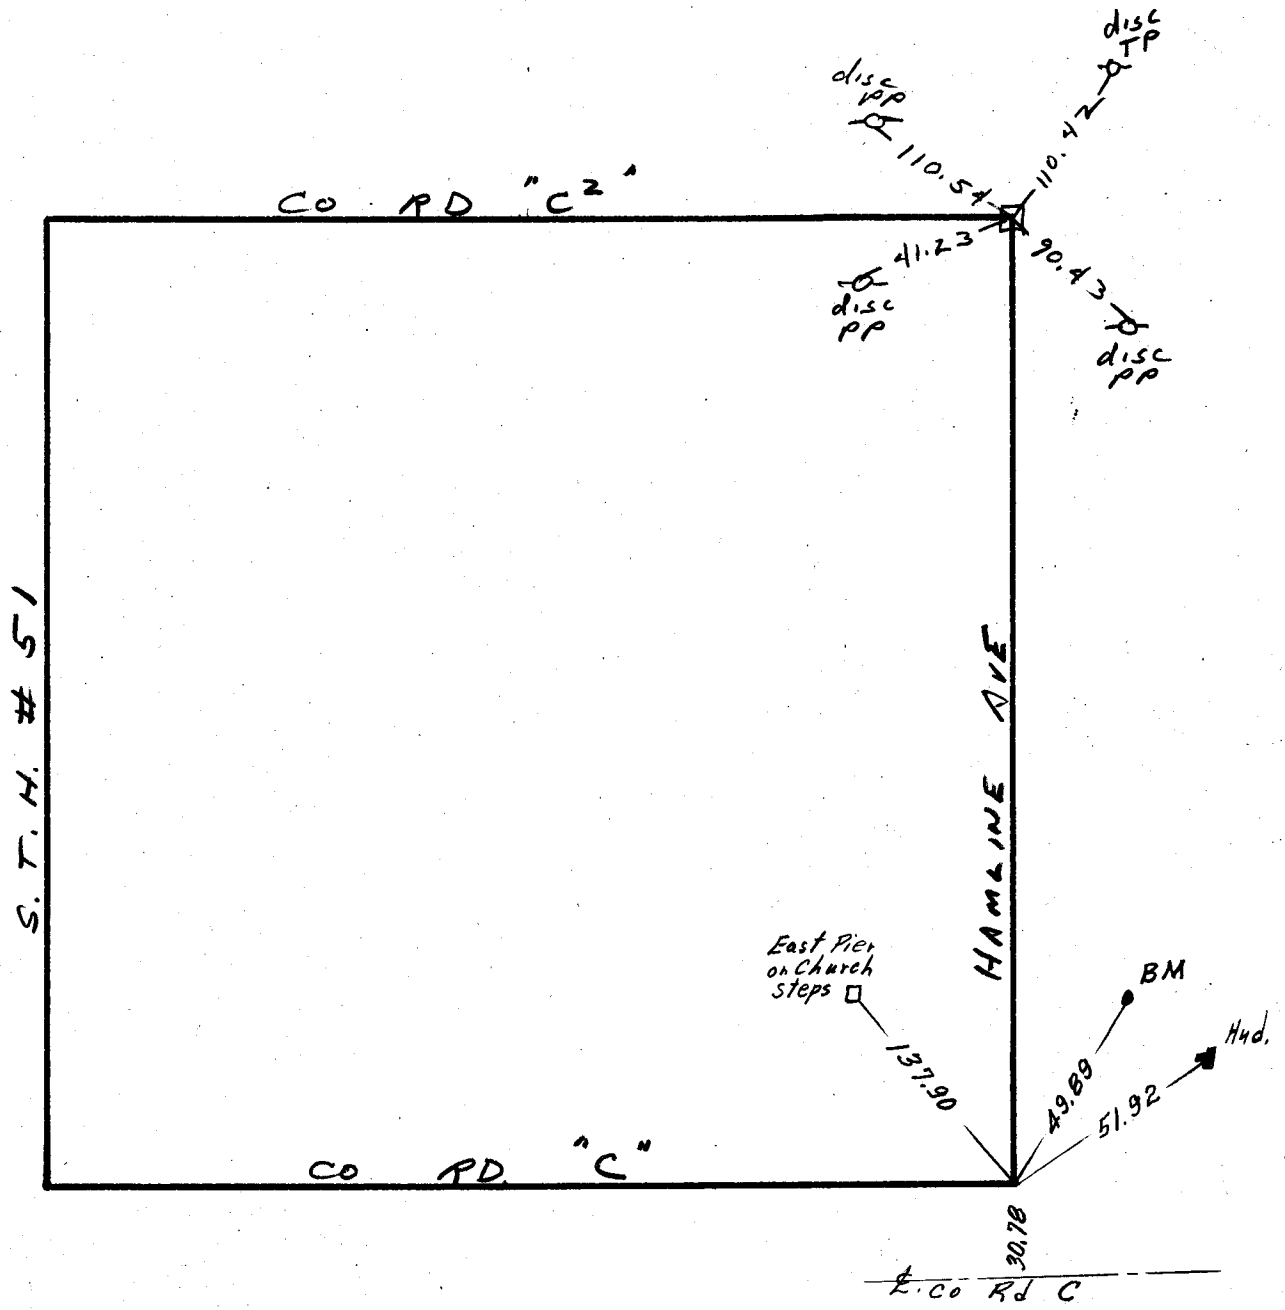 disc
TP
disc
PP
110.42
110.54
CO RD "C²"
41.23
90.43
disc
PP
disc
PP
S. T. H. # 51
HAMLINE AVE
East Pier
on Church
Steps
BM
Hyd.
137.90
49.89
51.92
CO RD. "C"
30.78
℄ Co Rd C